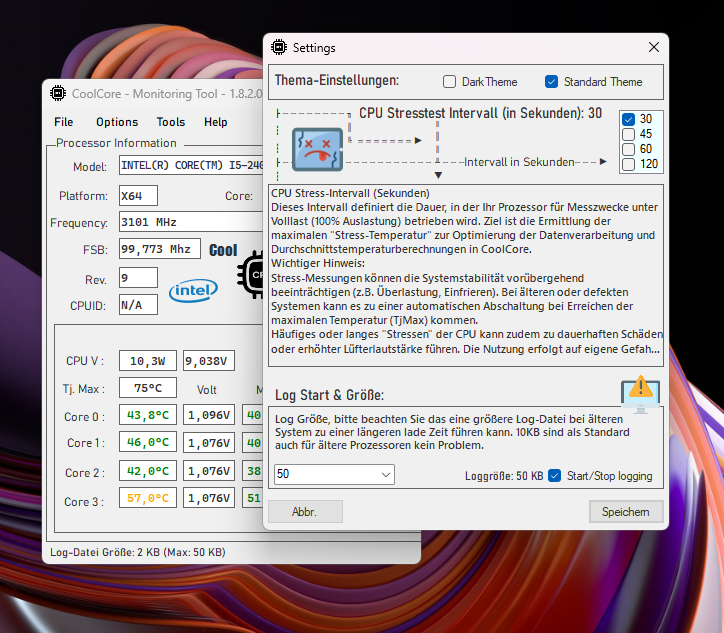 Settings
Thema-Einstellungen:
Dark Theme
Standard Theme
CPU Stresstest Intervall (in Sekunden): 30
30
45
60
120
Intervall in Sekunden
CPU Stress-Intervall (Sekunden)
Dieses Intervall definiert die Dauer, in der Ihr Prozessor für Messzwecke unter
Volllast (100% Auslastung) betrieben wird. Ziel ist die Ermittlung der
maximalen "Stress-Temperatur" zur Optimierung der Datenverarbeitung und
Durchschnittstemperaturberechnungen in CoolCore.
Wichtiger Hinweis:
Stress-Messungen können die Systemstabilität vorübergehend
beeinträchtigen (z.B. Überlastung, Einfrieren). Bei älteren oder defekten
Systemen kann es zu einer automatischen Abschaltung bei Erreichen der
maximalen Temperatur (TjMax) kommen.
Häufiges oder langes "Stressen" der CPU kann zudem zu dauerhaften Schäden
oder erhöhter Lüfterlautstärke führen. Die Nutzung erfolgt auf eigene Gefah...
Log Start & Größe:
Log Größe, bitte beachten Sie das eine größere Log-Datei bei älteren
System zu einer längeren lade Zeit führen kann. 10KB sind als Standard
auch für ältere Prozessoren kein Problem.
50
Loggröße: 50 KB
Start/Stop logging
Abbr.
Speichern
CoolCore - Monitoring Tool - 1.8.2.0
File Options Tools Help
Processor Information
Model: INTEL(R) CORE(TM) I5-240
Platform: X64 Core:
Frequency: 3101 MHz
FSB: 99,773 Mhz Cool
Rev. 9
intel
CPUID: N/A
CPU V : 10,3W 9,038V
Tj. Max : 75°C Volt
Core 0 : 43,8°C 1,096V 40
Core 1 : 46,0°C 1,076V 40
Core 2 : 42,0°C 1,076V 38
Core 3 : 57,0°C 1,076V 51
Log-Datei Größe: 2 KB (Max: 50 KB)